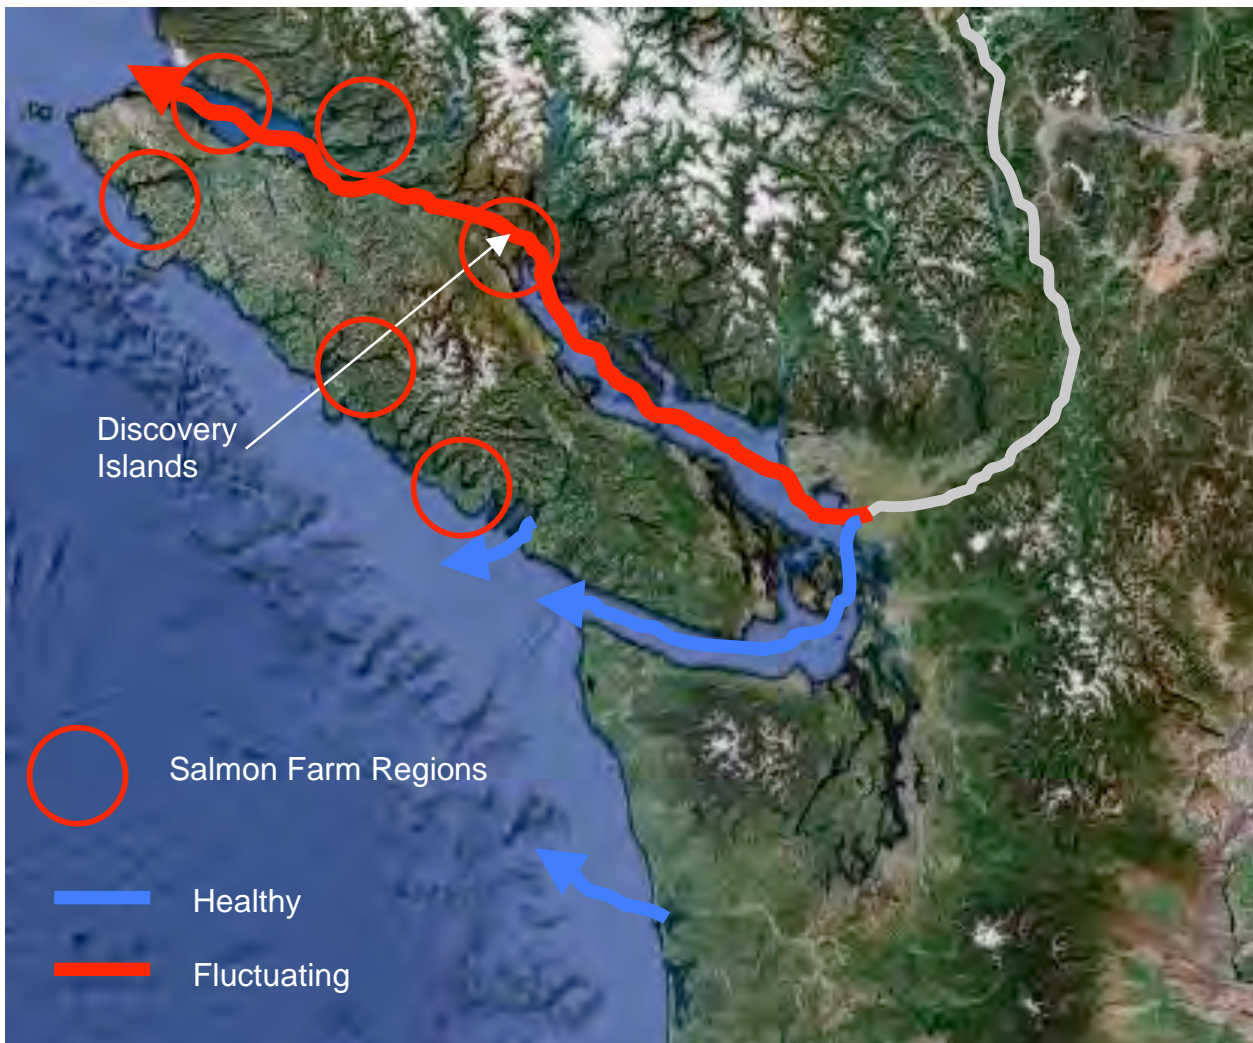 Discovery
Islands
Salmon Farm Regions
Healthy
Fluctuating